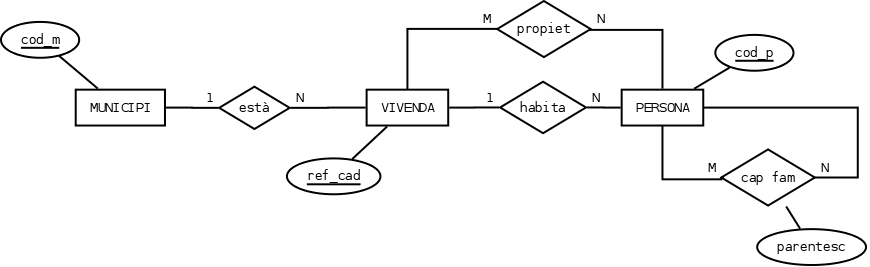 M propiet N
cod_m
cod_p
MUNICIPI 1 està N VIVENDA 1 habita N PERSONA
ref_cad
M cap fam N
parentesc